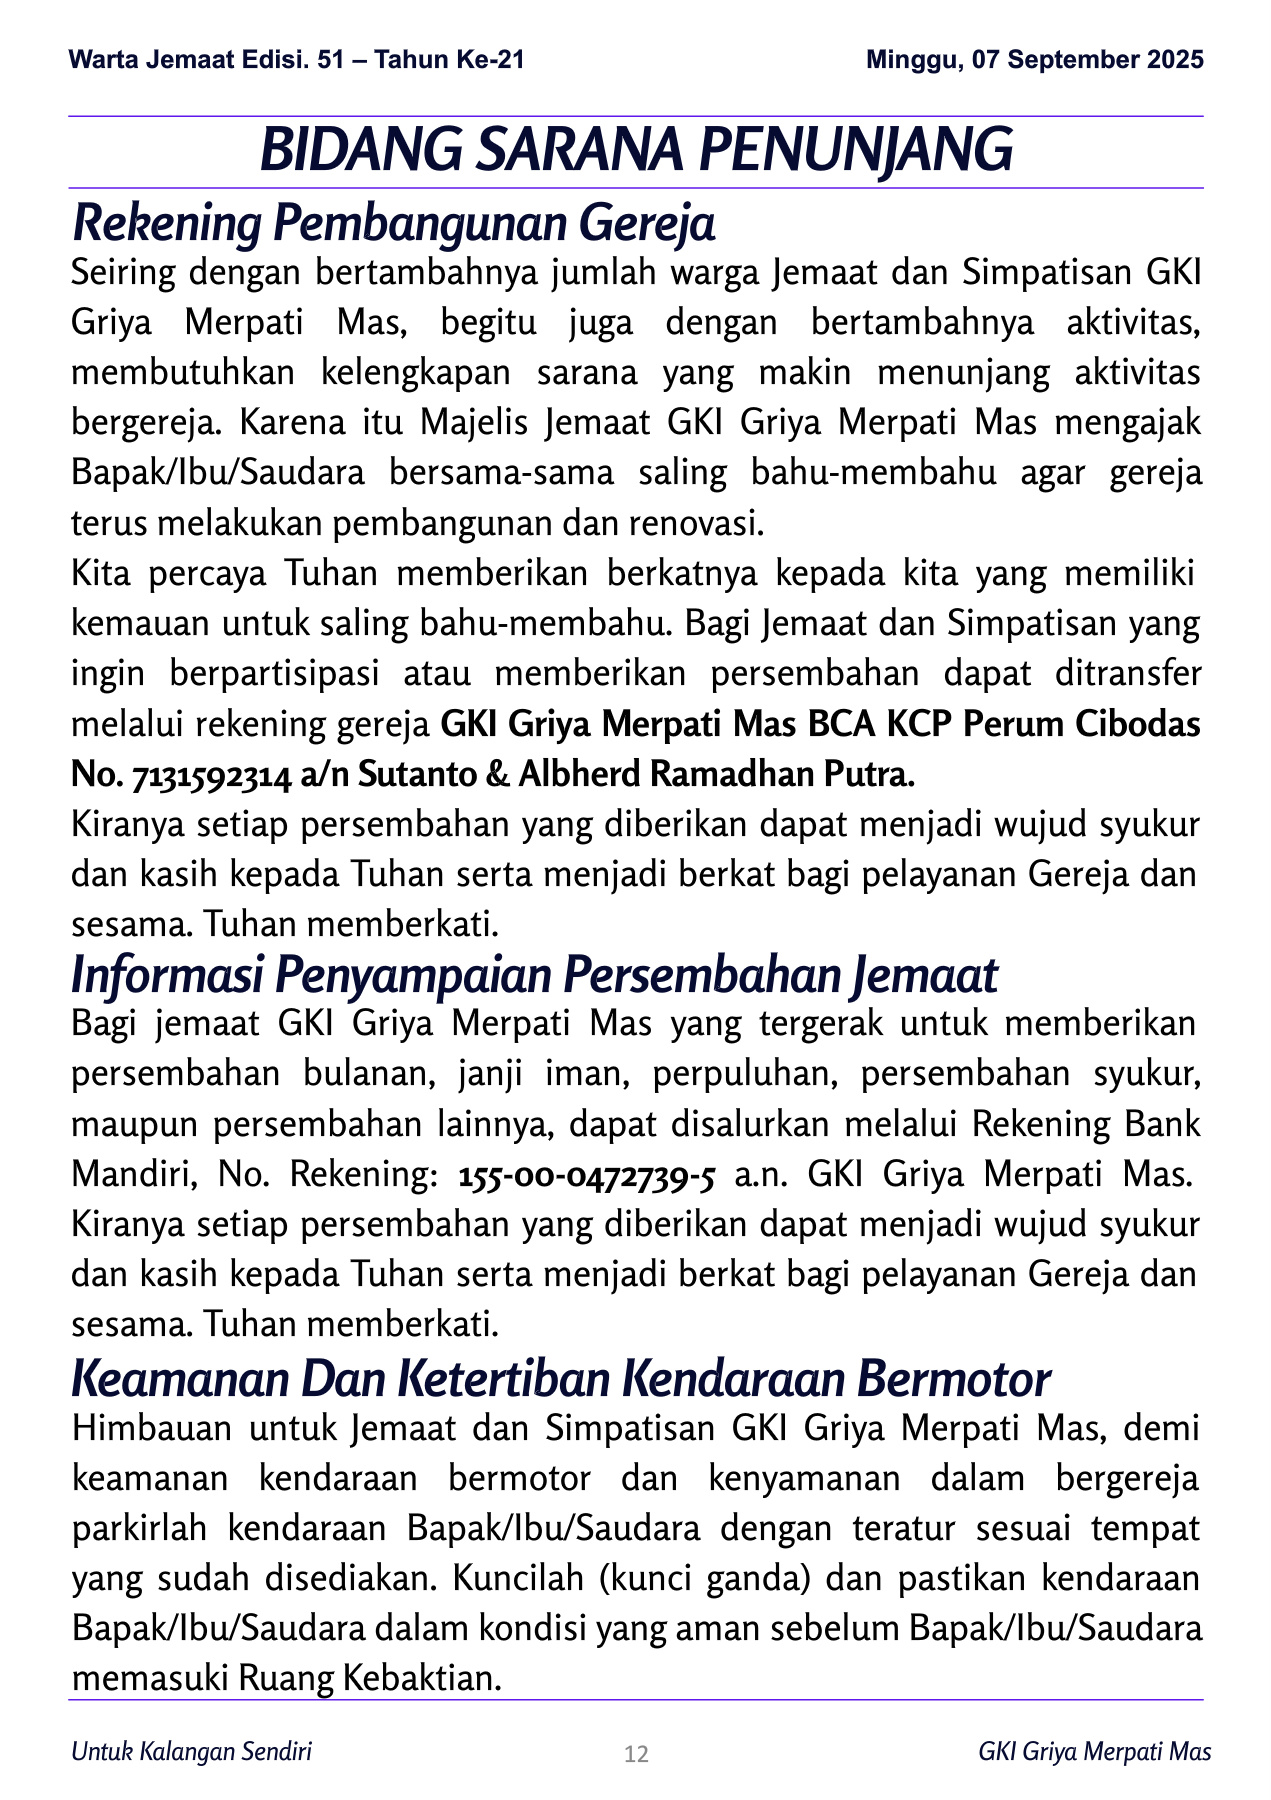 Warta Jemaat Edisi. 51 – Tahun Ke-21
Minggu, 07 September 2025
BIDANG SARANA PENUNJANG
Rekening Pembangunan Gereja
Seiring dengan bertambahnya jumlah warga Jemaat dan Simpatisan GKI
Griya Merpati Mas, begitu juga dengan bertambahnya aktivitas,
membutuhkan kelengkapan sarana yang makin menunjang aktivitas
bergereja. Karena itu Majelis Jemaat GKI Griya Merpati Mas mengajak
Bapak/Ibu/Saudara bersama-sama saling bahu-membahu agar gereja
terus melakukan pembangunan dan renovasi.
Kita percaya Tuhan memberikan berkatnya kepada kita yang memiliki
kemauan untuk saling bahu-membahu. Bagi Jemaat dan Simpatisan yang
ingin berpartisipasi atau memberikan persembahan dapat ditransfer
melalui rekening gereja GKI Griya Merpati Mas BCA KCP Perum Cibodas
No. 7131592314 a/n Sutanto & Albherd Ramadhan Putra.
Kiranya setiap persembahan yang diberikan dapat menjadi wujud syukur
dan kasih kepada Tuhan serta menjadi berkat bagi pelayanan Gereja dan
sesama. Tuhan memberkati.
Informasi Penyampaian Persembahan Jemaat
Bagi jemaat GKI Griya Merpati Mas yang tergerak untuk memberikan
persembahan bulanan, janji iman, perpuluhan, persembahan syukur,
maupun persembahan lainnya, dapat disalurkan melalui Rekening Bank
Mandiri, No. Rekening: 155-00-0472739-5 a.n. GKI Griya Merpati Mas.
Kiranya setiap persembahan yang diberikan dapat menjadi wujud syukur
dan kasih kepada Tuhan serta menjadi berkat bagi pelayanan Gereja dan
sesama. Tuhan memberkati.
Keamanan Dan Ketertiban Kendaraan Bermotor
Himbauan untuk Jemaat dan Simpatisan GKI Griya Merpati Mas, demi
keamanan kendaraan bermotor dan kenyamanan dalam bergereja
parkirlah kendaraan Bapak/Ibu/Saudara dengan teratur sesuai tempat
yang sudah disediakan. Kuncilah (kunci ganda) dan pastikan kendaraan
Bapak/Ibu/Saudara dalam kondisi yang aman sebelum Bapak/Ibu/Saudara
memasuki Ruang Kebaktian.
Untuk Kalangan Sendiri
12
GKI Griya Merpati Mas